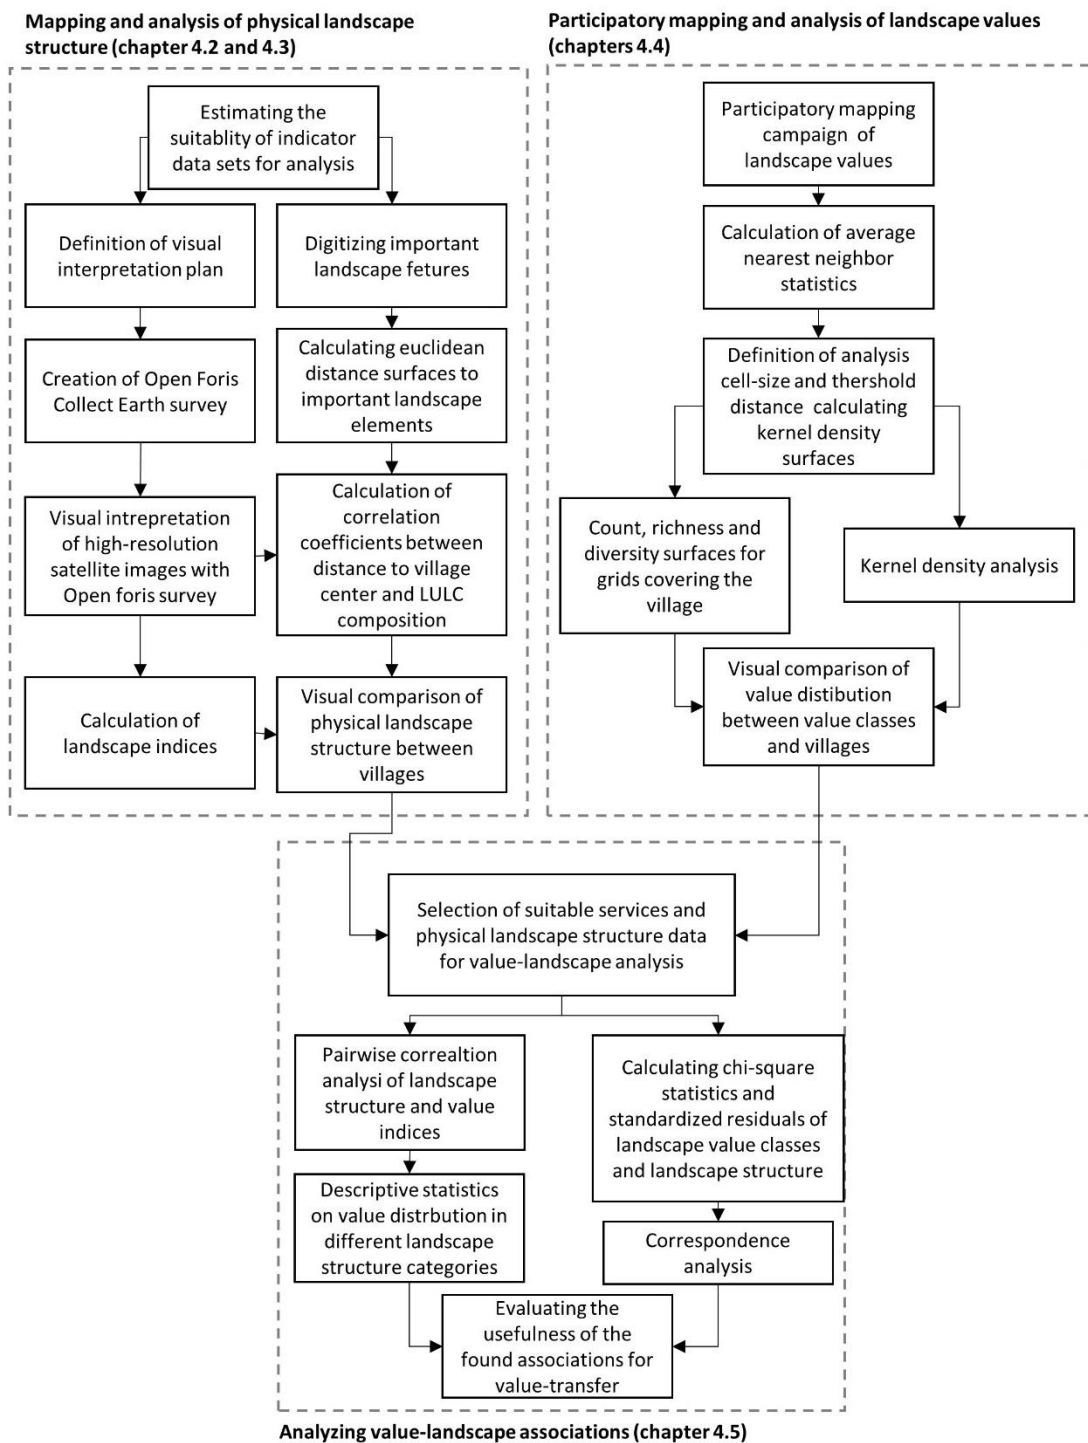 Mapping and analysis of physical landscape
structure (chapter 4.2 and 4.3)
Estimating the
suitablity of indicator
data sets for analysis
Definition of visual
interpretation plan
Digitizing important
landscape fetures
Creation of Open Foris
Collect Earth survey
Calculating euclidean
distance surfaces to
important landscape
elements
Visual intrepretation
of high-resolution
satellite images with
Open foris survey
Calculation of
correlation
coefficients between
distance to village
center and LULC
composition
Calculation of
landscape indices
Visual comparison of
physical landscape
structure between
villages
Participatory mapping and analysis of landscape values
(chapters 4.4)
Participatory mapping
campaign of
landscape values
Calculation of average
nearest neighbor
statistics
Definition of analysis
cell-size and thershold
distance calculating
kernel density
surfaces
Count, richness and
diversity surfaces for
grids covering the
village
Kernel density analysis
Visual comparison of
value distibution
between value classes
and villages
Selection of suitable services and
physical landscape structure data
for value-landscape analysis
Pairwise correaltion
analysi of landscape
structure and value
indices
Calculating chi-square
statistics and
standardized residuals of
landscape value classes
and landscape structure
Descriptive statistics
on value distrbution in
different landscape
structure categories
Correspondence
analysis
Evaluating the
usefulness of the
found associations for
value-transfer
Analyzing value-landscape associations (chapter 4.5)